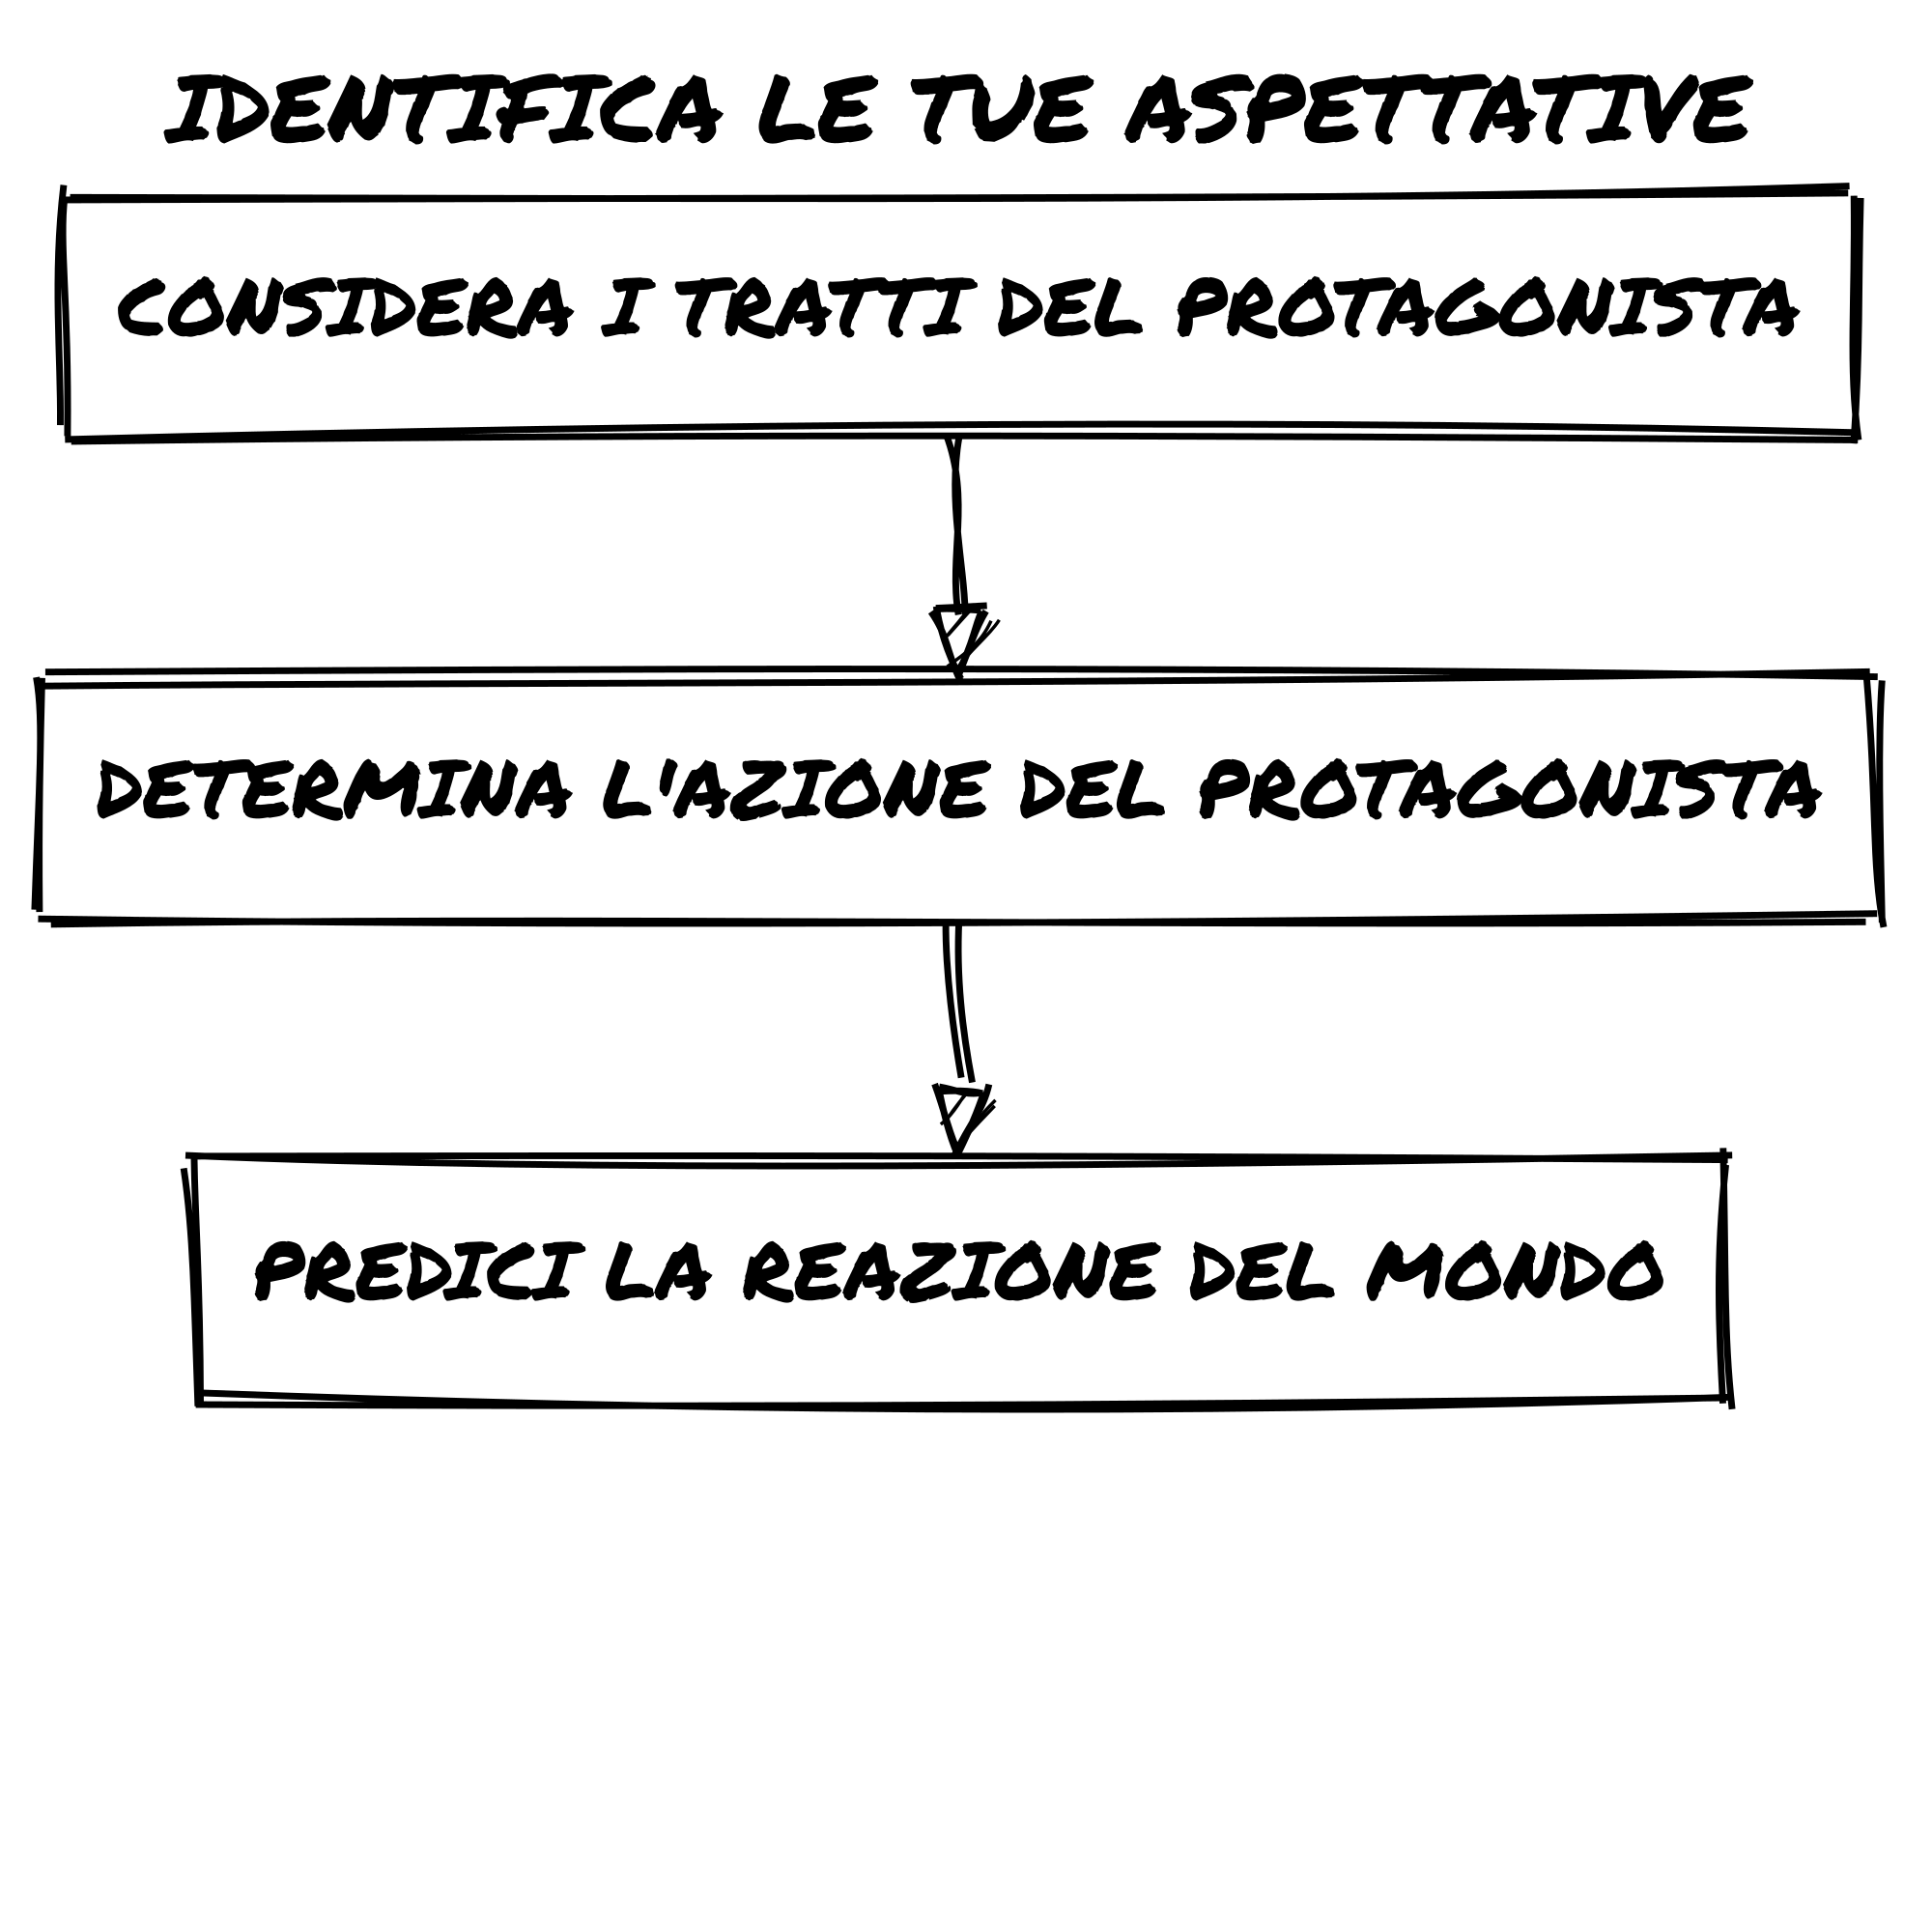 IDENTIFICA LE TUE ASPETTATIVE
CONSIDERA I TRATTI DEL PROTAGONISTA
DETERMINA L'AZIONE DEL PROTAGONISTA
PREDICI LA REAZIONE DEL MONDO